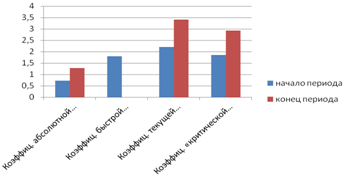 4
3,5
3
2,5
2
1,5
1
0,5
0
начало периода
конец периода
Коэффиц. абсолютной…
Коэффиц. быстрой…
Коэффиц. текущей…
Коэффиц. «критической…